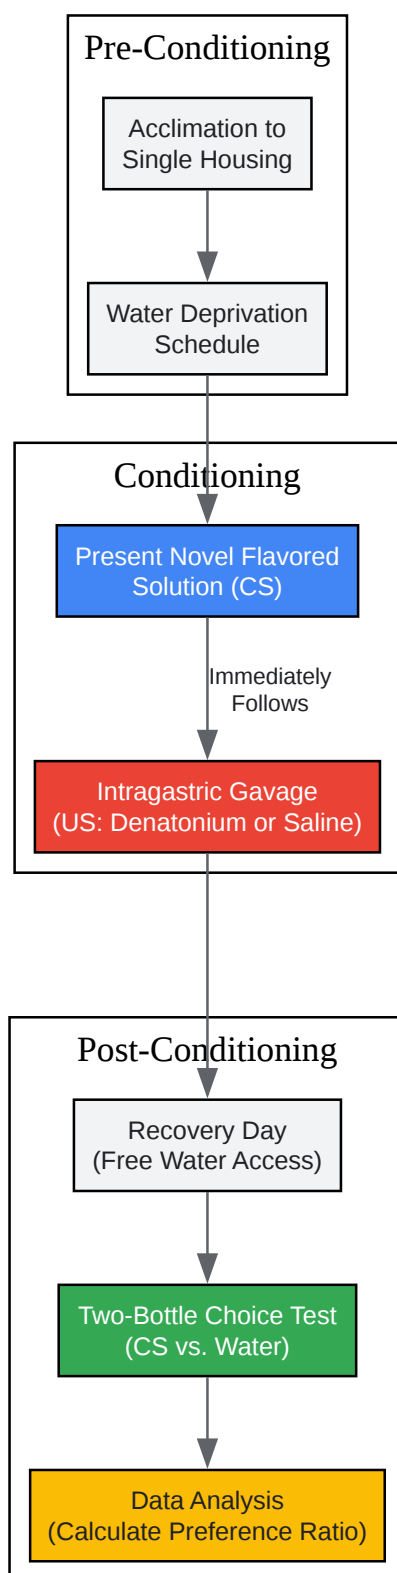 Pre-Conditioning
Acclimation to
Single Housing
Water Deprivation
Schedule
Conditioning
Present Novel Flavored
Solution (CS)
Immediately
Follows
Intragastric Gavage
(US: Denatonium or Saline)
Post-Conditioning
Recovery Day
(Free Water Access)
Two-Bottle Choice Test
(CS vs. Water)
Data Analysis
(Calculate Preference Ratio)